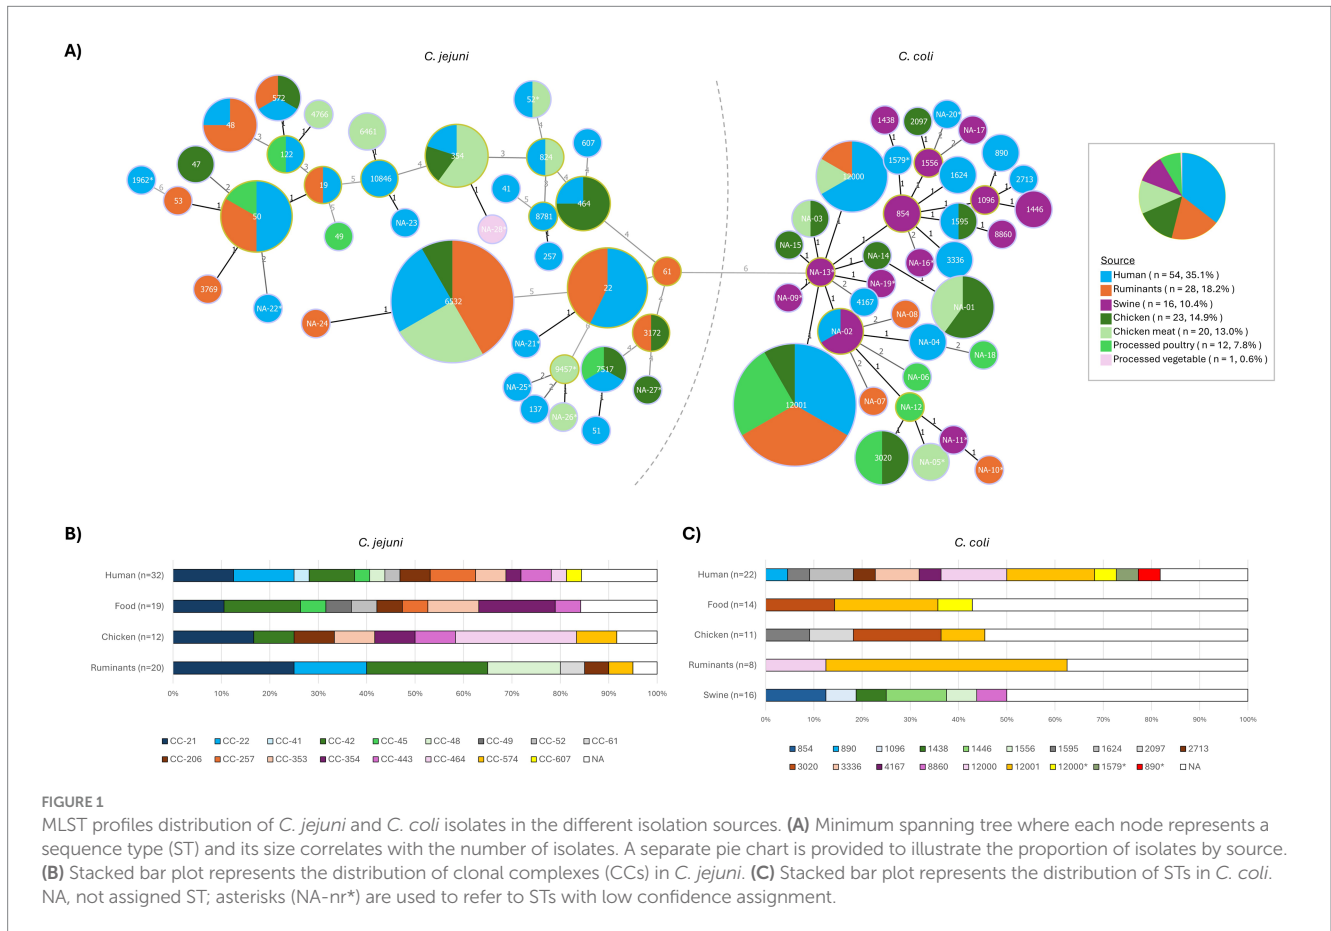 A)
C. jejuni
C. coli
572
4766
48
6461
122
47
1962*
53
19
50
49
3769
NA-22*
10846
NA-23
354
NA-28*
52*
824
607
41
8781
464
257
6532
NA-24
22
61
NA-21*
3172
9457*
7517
NA-25*
137
NA-26*
51
NA-27*
1438
2097
NA-20*
NA-17
12000
1579*
1556
1624
890
2713
1096
1446
854
1595
8860
NA-03
NA-15
NA-14
NA-16*
3336
NA-13*
NA-19*
NA-09*
4167
NA-01
NA-02
NA-08
NA-04
NA-18
NA-06
NA-07
12001
NA-12
NA-11*
3020
NA-05*
NA-10*
Source
Human ( n = 54, 35.1%)
Ruminants ( n = 28, 18.2%)
Swine ( n = 16, 10.4%)
Chicken ( n = 23, 14.9%)
Chicken meat ( n = 20, 13.0%)
Processed poultry ( n = 12, 7.8%)
Processed vegetable ( n = 1, 0.6%)
B)
C. jejuni
Human (n=32)
Food (n=19)
Chicken (n=12)
Ruminants (n=20)
0% 10% 20% 30% 40% 50% 60% 70% 80% 90% 100%
CC-21 CC-22 CC-41 CC-42 CC-45 CC-48 CC-49 CC-52 CC-61
CC-206 CC-257 CC-353 CC-354 CC-443 CC-464 CC-574 CC-607 NA
C)
C. coli
Human (n=22)
Food (n=14)
Chicken (n=11)
Ruminants (n=8)
Swine (n=16)
0% 10% 20% 30% 40% 50% 60% 70% 80% 90% 100%
854 890 1096 1438 1446 1556 1595 1624 2097 2713
3020 3336 4167 8860 12000 12001 12000* 1579* 890* NA
FIGURE 1
MLST profiles distribution of C. jejuni and C. coli isolates in the different isolation sources. (A) Minimum spanning tree where each node represents a
sequence type (ST) and its size correlates with the number of isolates. A separate pie chart is provided to illustrate the proportion of isolates by source.
(B) Stacked bar plot represents the distribution of clonal complexes (CCs) in C. jejuni. (C) Stacked bar plot represents the distribution of STs in C. coli.
NA, not assigned ST; asterisks (NA-nr*) are used to refer to STs with low confidence assignment.